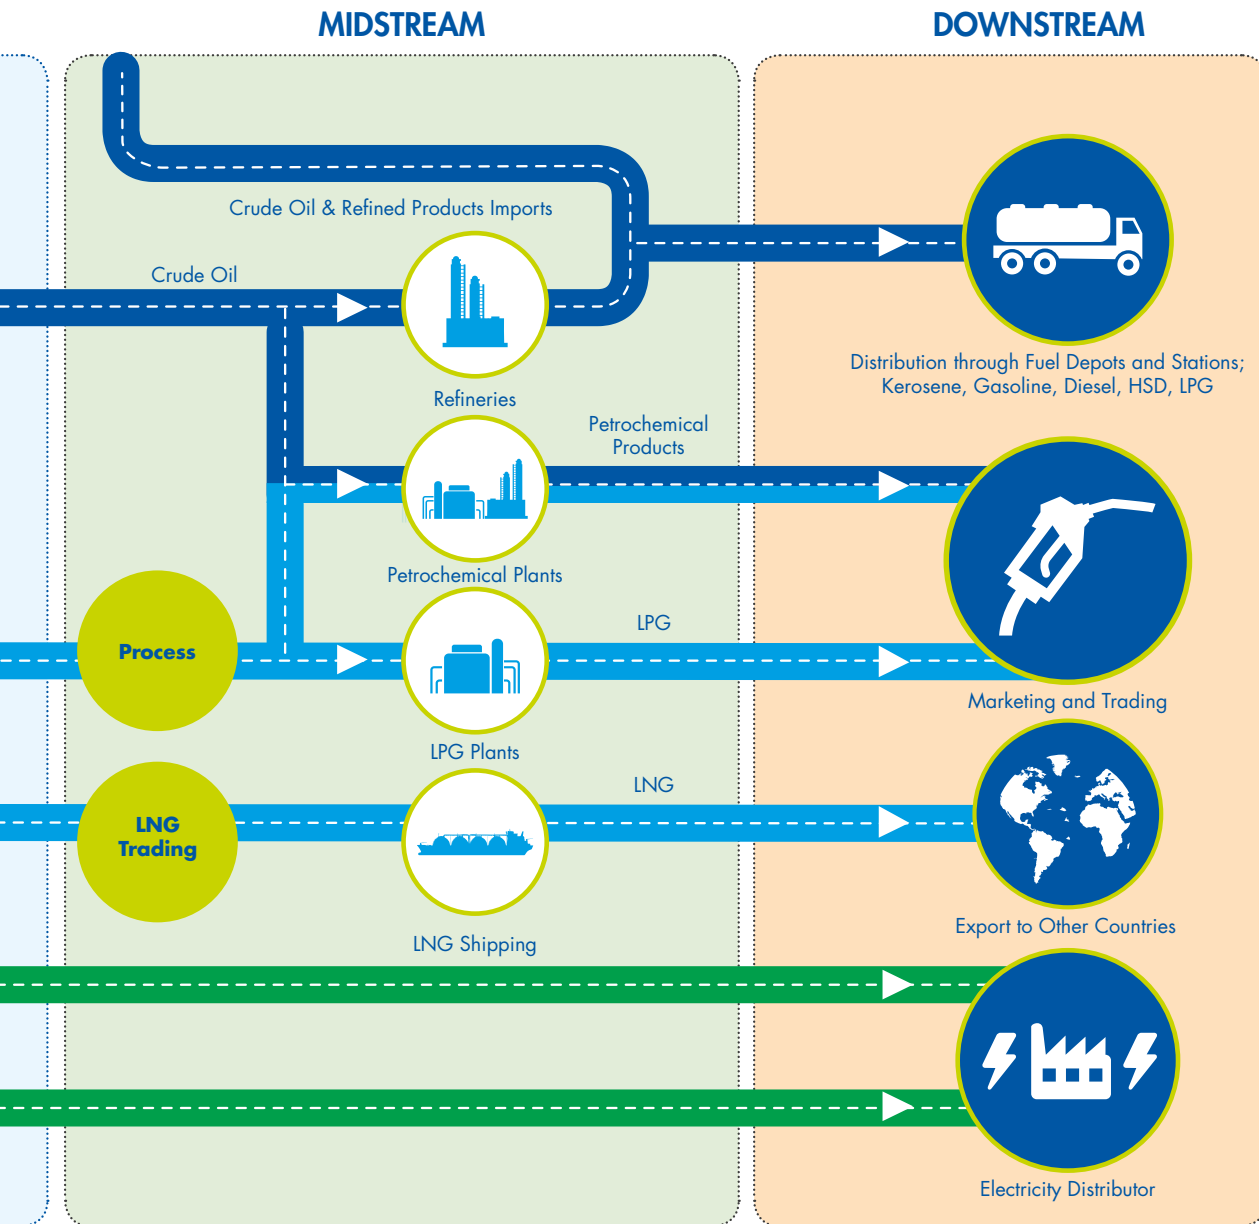 MIDSTREAM
DOWNSTREAM
Crude Oil & Refined Products Imports
Crude Oil
Refineries
Distribution through Fuel Depots and Stations;
Kerosene, Gasoline, Diesel, HSD, LPG
Petrochemical
Products
Petrochemical Plants
Process
LPG
Marketing and Trading
LPG Plants
LNG
LNG
Trading
Export to Other Countries
LNG Shipping
Electricity Distributor